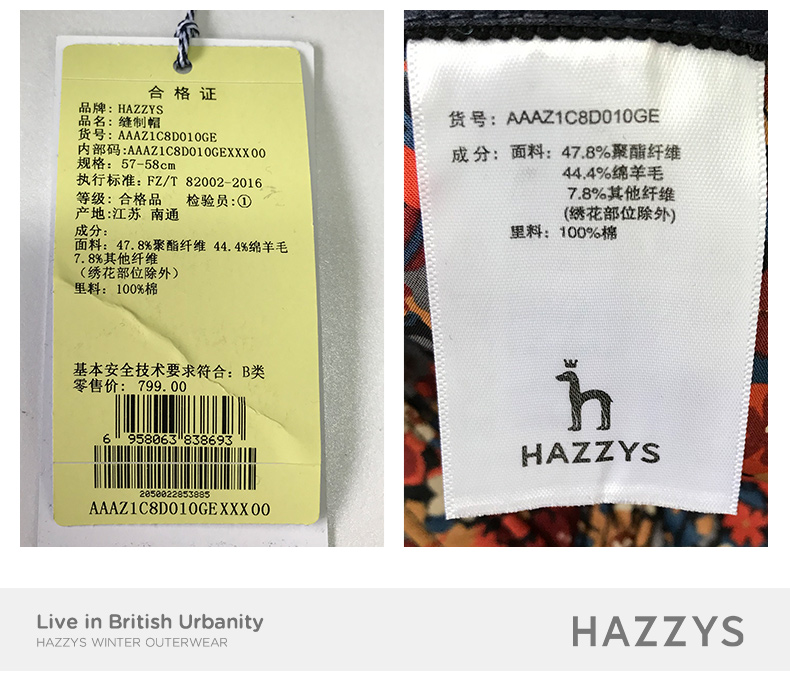 合格证
品牌: HAZZYS
品名: 缝制帽
货号: AAAZ1C8D010GE
内部码:AAAZ1C8D010GEXXX00
规格: 57-58cm
执行标准: FZ/T 82002-2016
等级: 合格品 检验员:①
产地:江苏 南通
成分:
面料: 47.8%聚酯纤维 44.4%绵羊毛
7.8%其他纤维
(绣花部位除外)
里料: 100%棉
基本安全技术要求符合: B类
零售价: 799.00
6 958063 838693
2050022853885
AAAZ1C8D010GEXXX00
货号: AAAZ1C8D010GE
成分: 面料: 47.8%聚酯纤维
44.4%绵羊毛
7.8%其他纤维
(绣花部位除外)
里料: 100%棉
HAZZYS
Live in British Urbanity
HAZZYS WINTER OUTERWEAR
HAZZYS